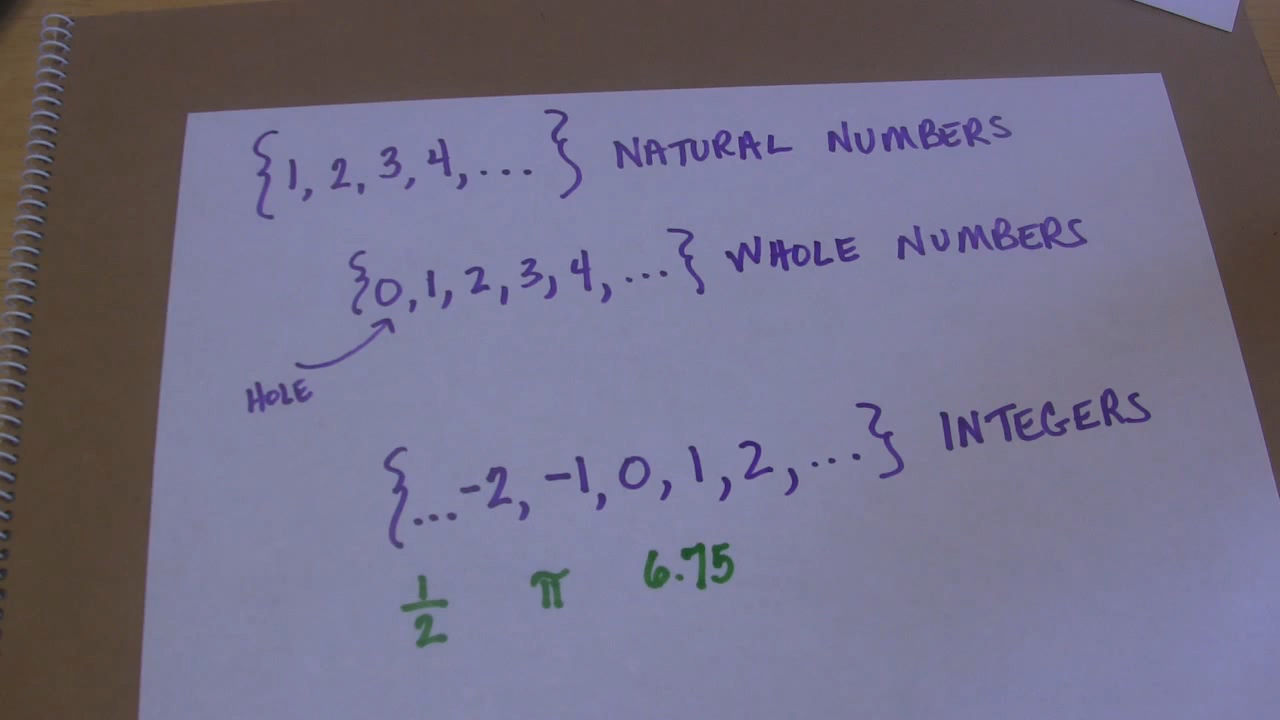 {1, 2, 3, 4, ...} NATURAL NUMBERS
{0, 1, 2, 3, 4, ...} WHOLE NUMBERS
HOLE
{...-2, -1, 0, 1, 2, ...} INTEGERS
1/2 π 6.75